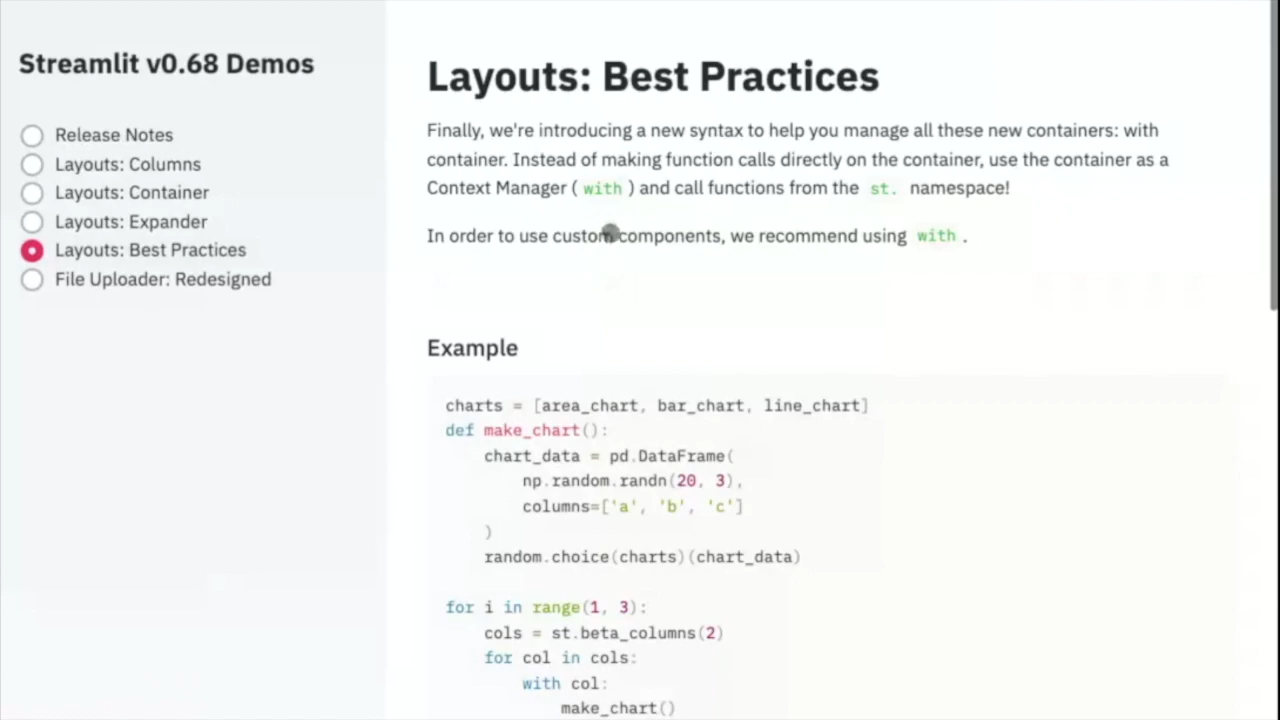 Streamlit v0.68 Demos
Release Notes
Layouts: Columns
Layouts: Container
Layouts: Expander
Layouts: Best Practices
File Uploader: Redesigned
Layouts: Best Practices
Finally, we're introducing a new syntax to help you manage all these new containers: with
container. Instead of making function calls directly on the container, use the container as a
Context Manager ( with ) and call functions from the st. namespace!
In order to use custom components, we recommend using with .
Example
charts = [area_chart, bar_chart, line_chart]
def make_chart():
    chart_data = pd.DataFrame(
        np.random.randn(20, 3),
        columns=['a', 'b', 'c']
    )
    random.choice(charts)(chart_data)
for i in range(1, 3):
    cols = st.beta_columns(2)
    for col in cols:
        with col:
            make_chart()